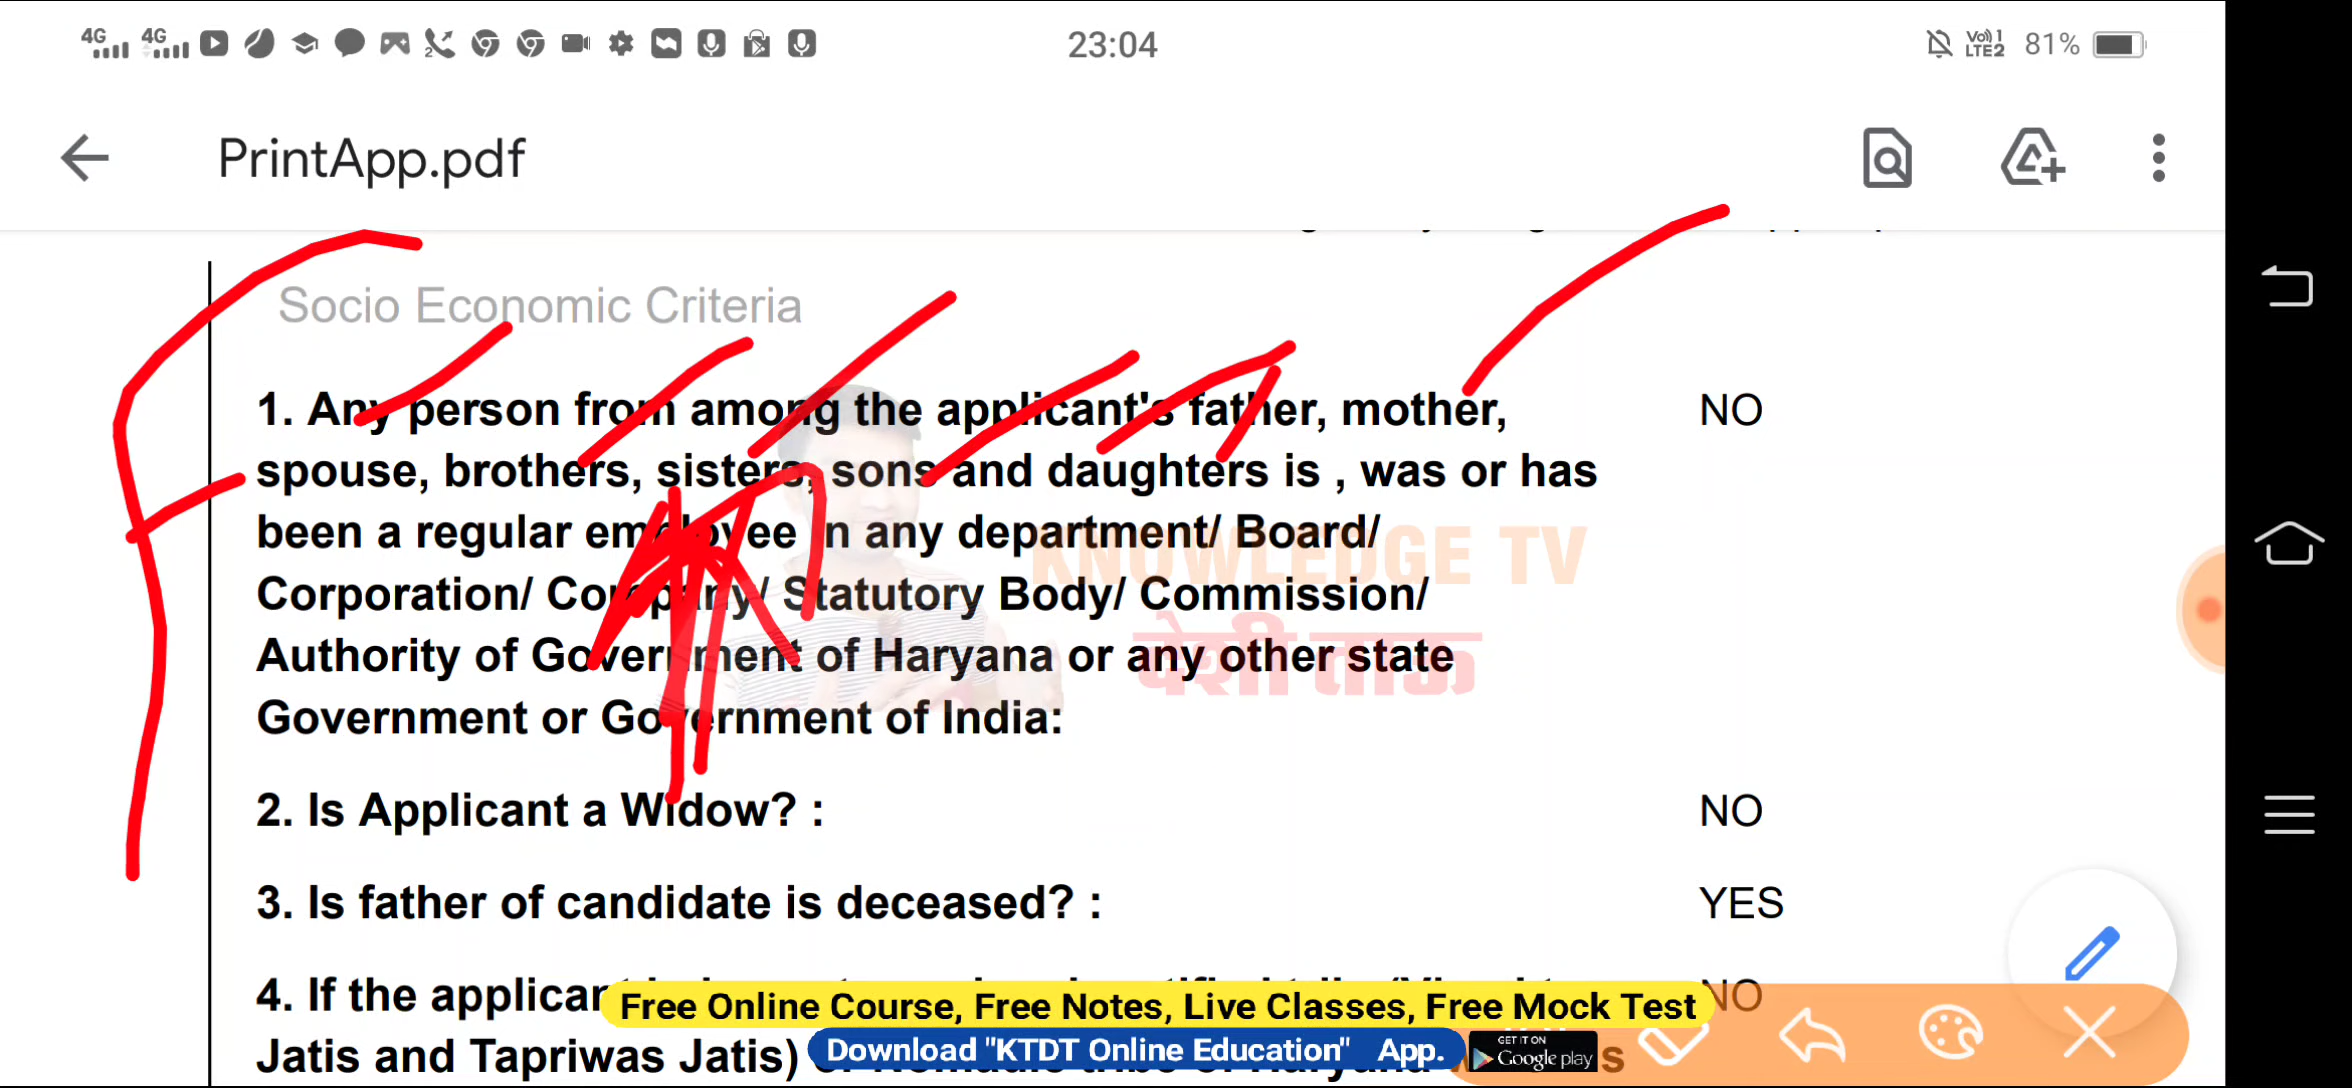 4G 4G 23:04 Vo) 1 LTE2 81%
PrintApp.pdf
Socio Economic Criteria
1. Any person from among the applicant's father, mother, NO
spouse, brothers, sisters, sons and daughters is , was or has
been a regular employee in any department/ Board/
KNOWLEDGE TV
Corporation/ Company/ Statutory Body/ Commission/
देशी ताऊ
Authority of Government of Haryana or any other state
Government or Government of India:
2. Is Applicant a Widow? : NO
3. Is father of candidate is deceased? : YES
4. If the applicant NO
Free Online Course, Free Notes, Live Classes, Free Mock Test
Jatis and Tapriwas Jatis)
Download "KTDT Online Education" App. GET IT ON Google play